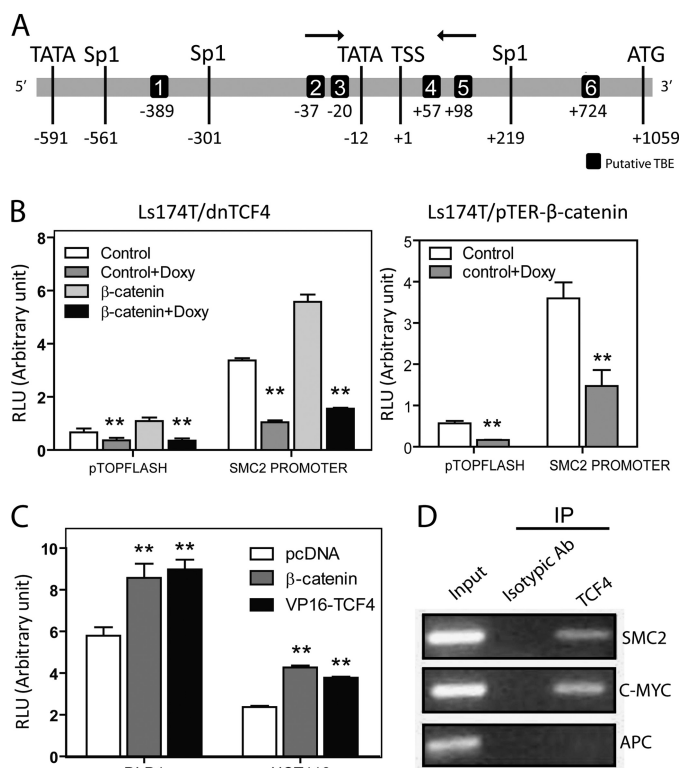 A
TATA Sp1 Sp1 TATA TSS Sp1 ATG
5′ 1 2 3 4 5 6 3′
-389 -37 -20 +57 +98 +724
-591 -561 -301 -12 +1 +219 +1059
Putative TBE
B
Ls174T/dnTCF4
RLU (Arbitrary unit)
8
6
4
2
0
Control
Control+Doxy
β-catenin
β-catenin+Doxy
** ** ** **
pTOPFLASH SMC2 PROMOTER
Ls174T/pTER-β-catenin
RLU (Arbitrary unit)
5
4
3
2
1
0
Control
control+Doxy
** **
pTOPFLASH SMC2 PROMOTER
C
RLU (Arbitrary unit)
10
8
6
4
2
0
pcDNA
β-catenin
VP16-TCF4
** ** ** **
D
IP
Input Isotypic Ab TCF4
SMC2
C-MYC
APC